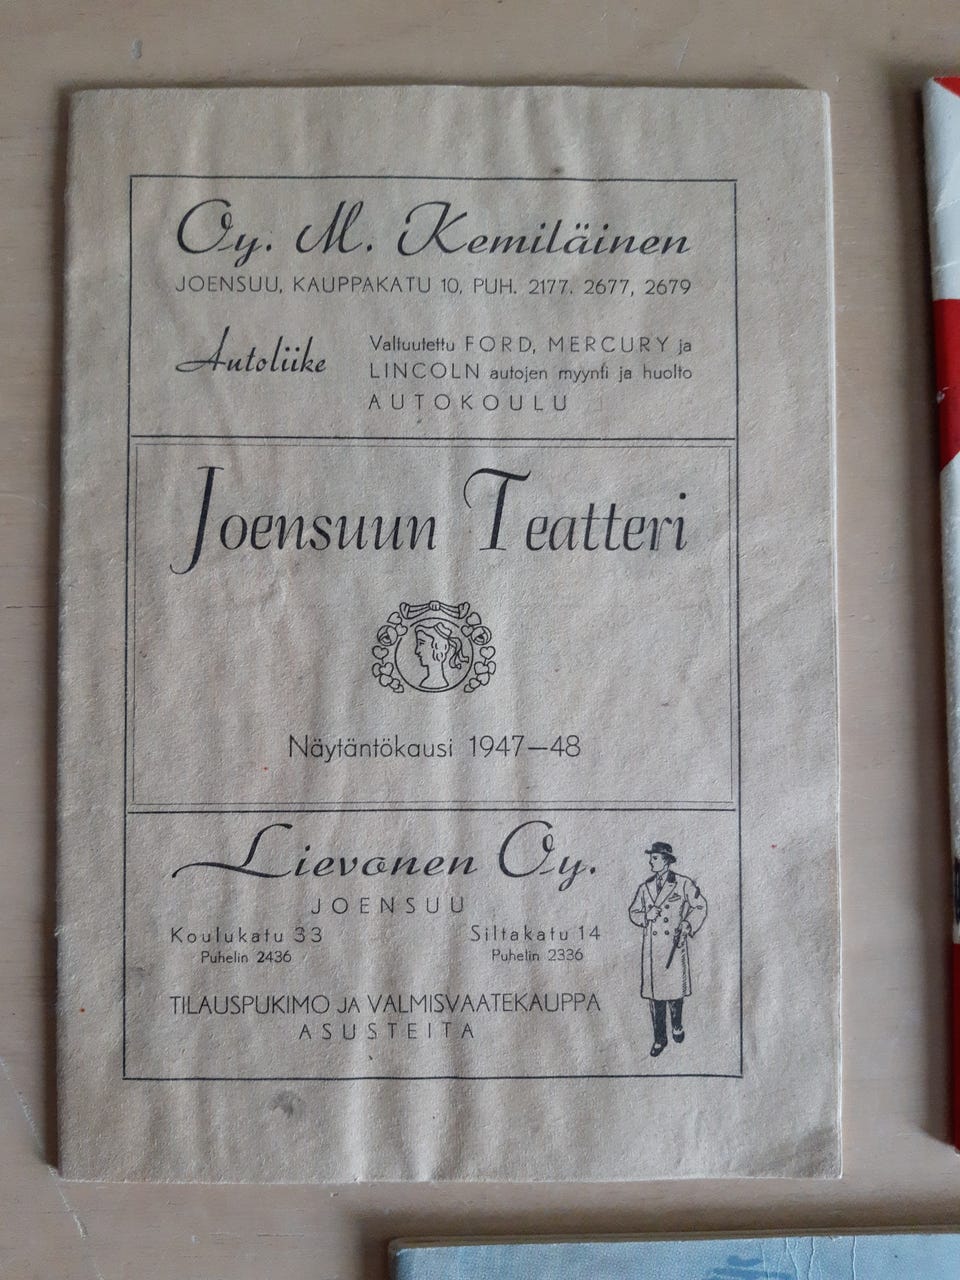 Oy. M. Kemiläinen
JOENSUU, KAUPPAKATU 10, PUH. 2177, 2677, 2679
Autoliike
Valtuutettu FORD, MERCURY ja
LINCOLN autojen myynti ja huolto
AUTOKOULU
Joensuun Teatteri
Näytäntökausi 1947—48
Lievonen Oy.
JOENSUU
Koulukatu 33
Puhelin 2436
Siltakatu 14
Puhelin 2336
TILAUSPUKIMO JA VALMISVAATEKAUPPA
ASUSTEITA